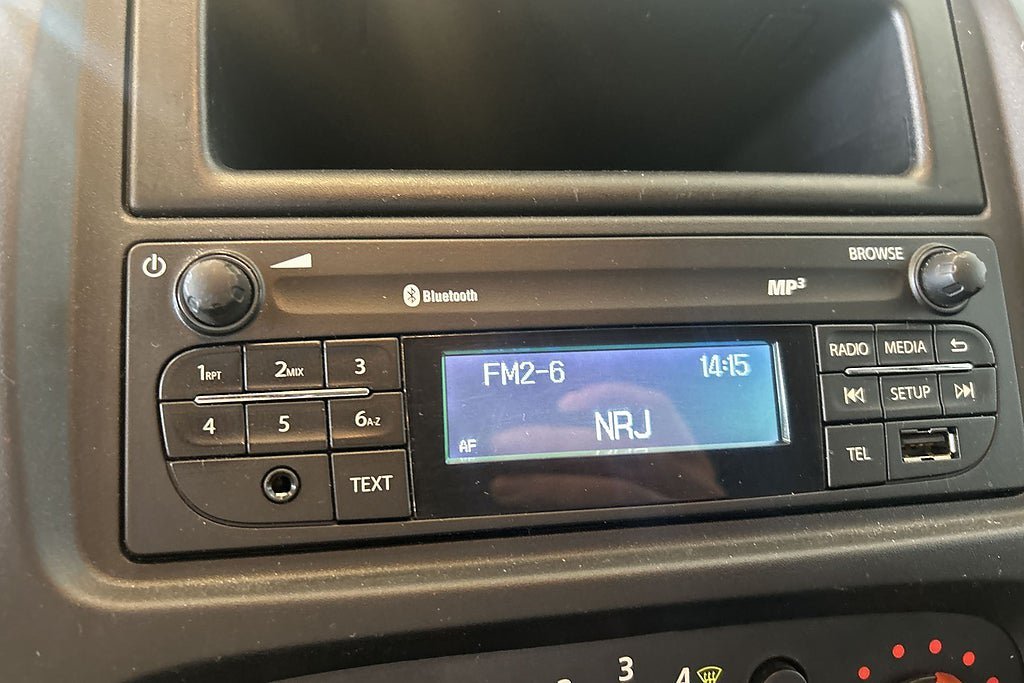 BROWSE
Bluetooth
MP3
1RPT 2MIX 3
4 5 6A-Z
TEXT
FM2-6 14:15
NRJ
AF
RADIO MEDIA
SETUP
TEL
3
4